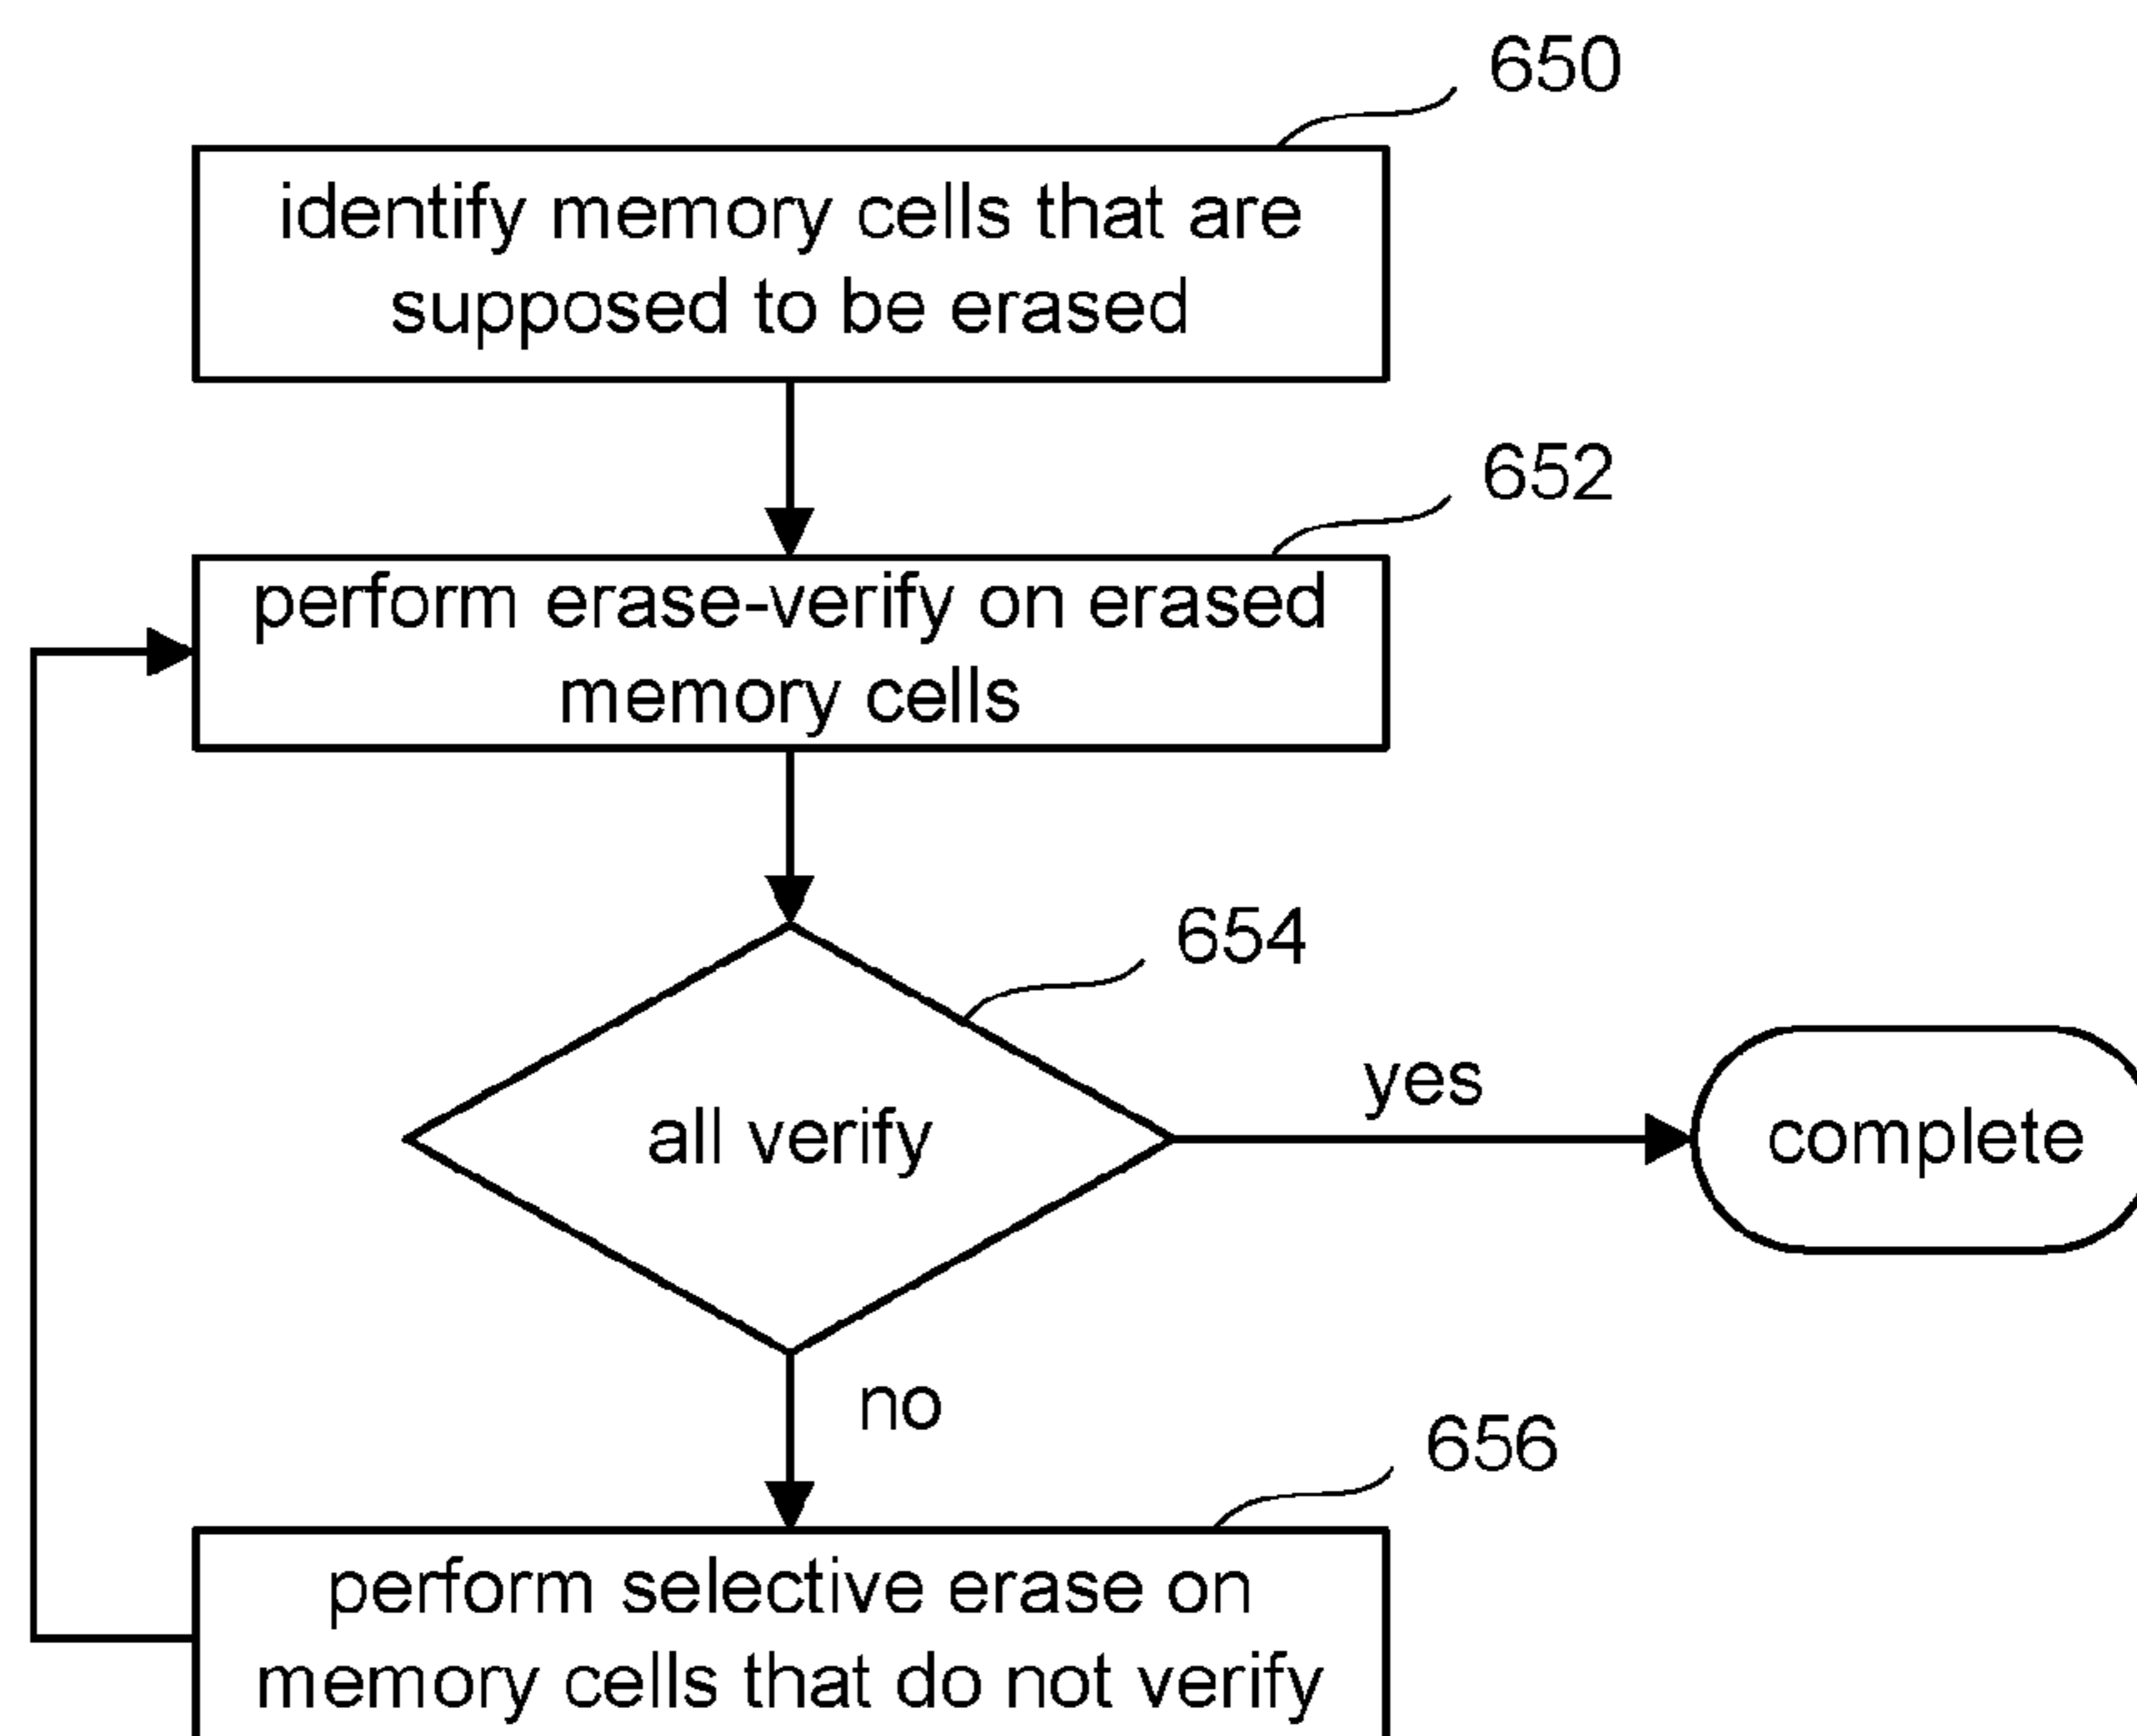 650
identify memory cells that are
supposed to be erased
652
perform erase-verify on erased
memory cells
654
all verify
yes
complete
no
656
perform selective erase on
memory cells that do not verify